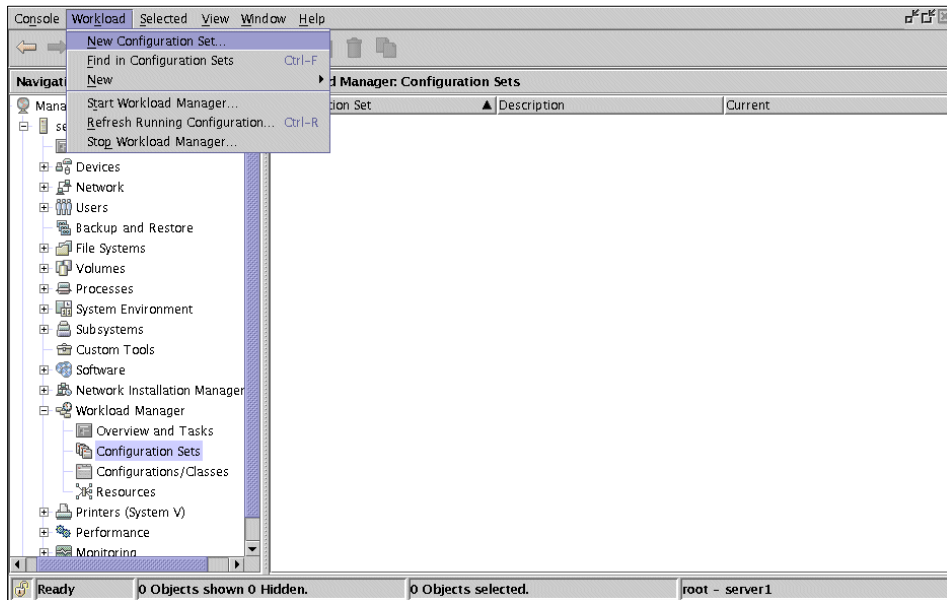 Console Workload Selected View Window Help
New Configuration Set...
Find in Configuration Sets Ctrl-F
New
Start Workload Manager...
Refresh Running Configuration... Ctrl-R
Stop Workload Manager...
Navigati d Manager: Configuration Sets
tion Set Description Current
Mana
se
Devices
Network
Users
Backup and Restore
File Systems
Volumes
Processes
System Environment
Subsystems
Custom Tools
Software
Network Installation Manager
Workload Manager
Overview and Tasks
Configuration Sets
Configurations/Classes
Resources
Printers (System V)
Performance
Monitoring
Ready 0 Objects shown 0 Hidden. 0 Objects selected. root - server1